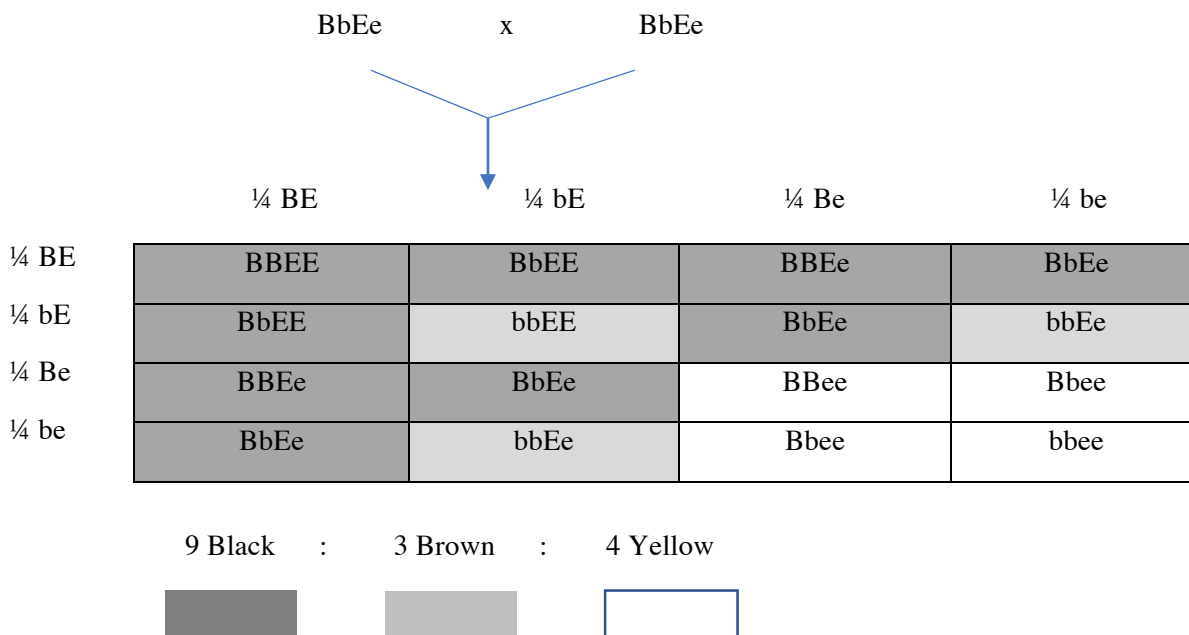 BbEe x BbEe
¼ BE ¼ bE ¼ Be ¼ be
¼ BE BBEE BbEE BBEe BbEe
¼ bE BbEE bbEE BbEe bbEe
¼ Be BBEe BbEe BBee Bbee
¼ be BbEe bbEe Bbee bbee
9 Black : 3 Brown : 4 Yellow